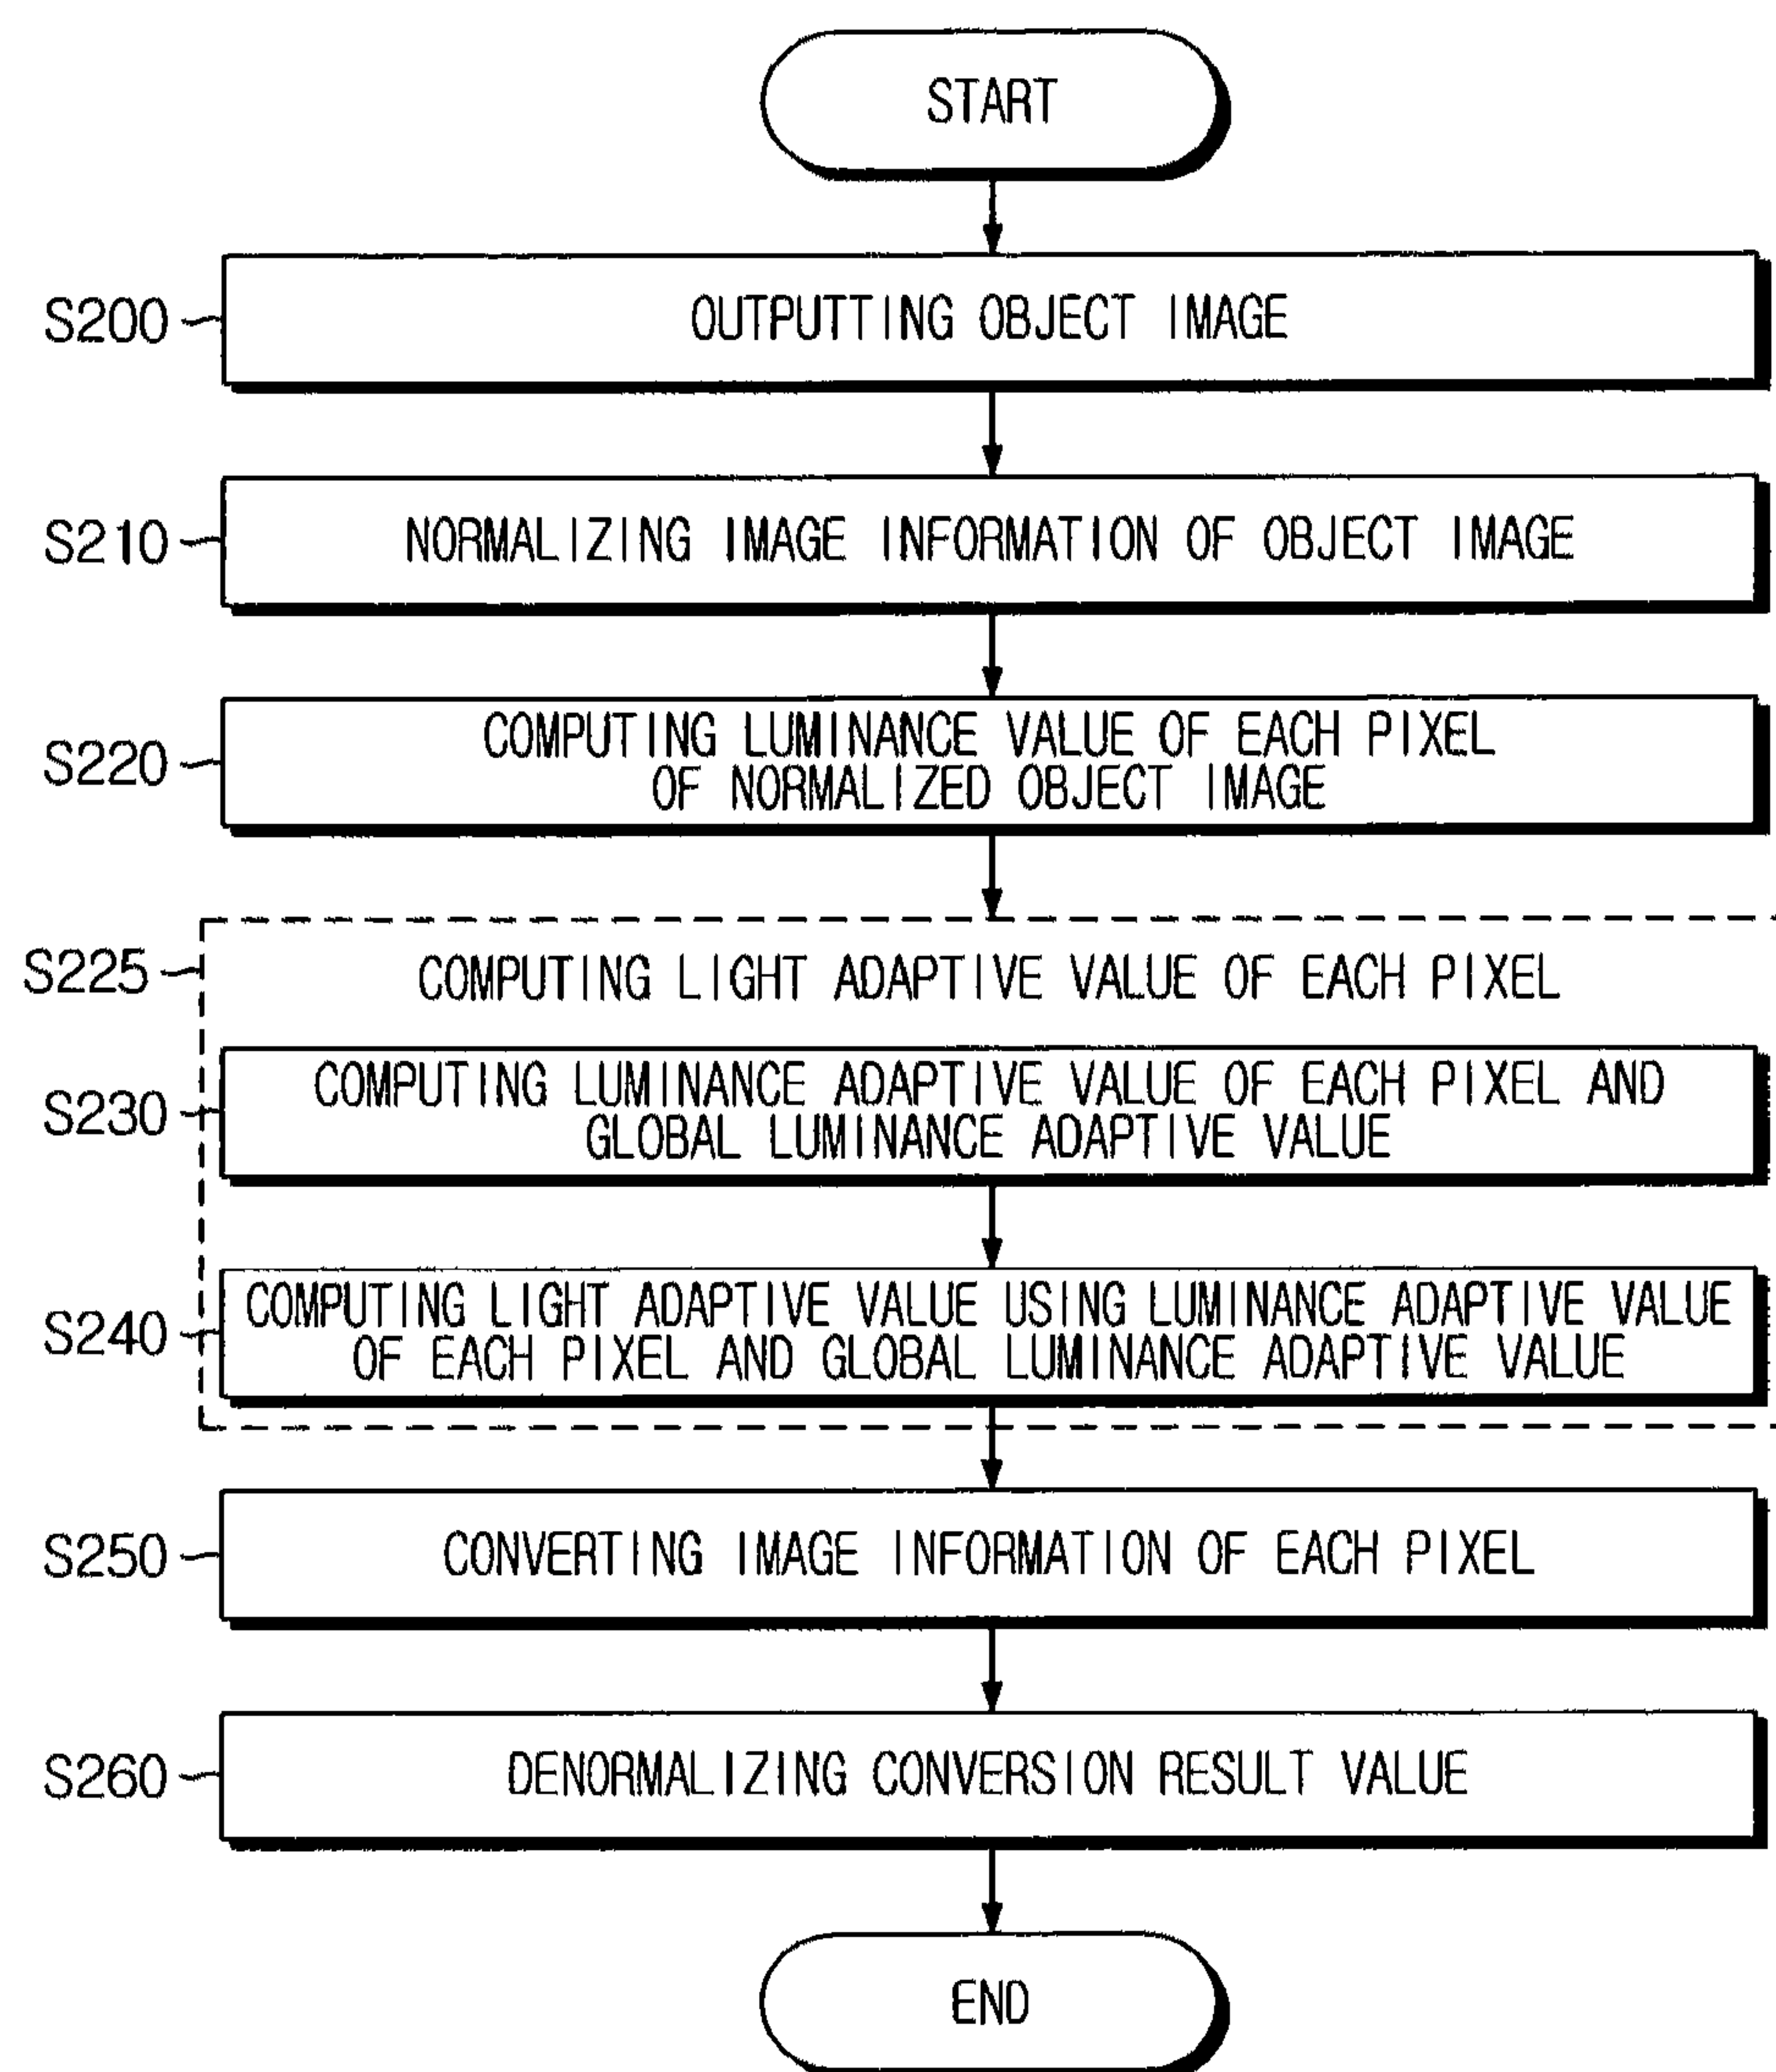 START
S200
OUTPUTTING OBJECT IMAGE
S210
NORMALIZING IMAGE INFORMATION OF OBJECT IMAGE
S220
COMPUTING LUMINANCE VALUE OF EACH PIXEL
OF NORMALIZED OBJECT IMAGE
S225
COMPUTING LIGHT ADAPTIVE VALUE OF EACH PIXEL
S230
COMPUTING LUMINANCE ADAPTIVE VALUE OF EACH PIXEL AND
GLOBAL LUMINANCE ADAPTIVE VALUE
S240
COMPUTING LIGHT ADAPTIVE VALUE USING LUMINANCE ADAPTIVE VALUE
OF EACH PIXEL AND GLOBAL LUMINANCE ADAPTIVE VALUE
S250
CONVERTING IMAGE INFORMATION OF EACH PIXEL
S260
DENORMALIZING CONVERSION RESULT VALUE
END